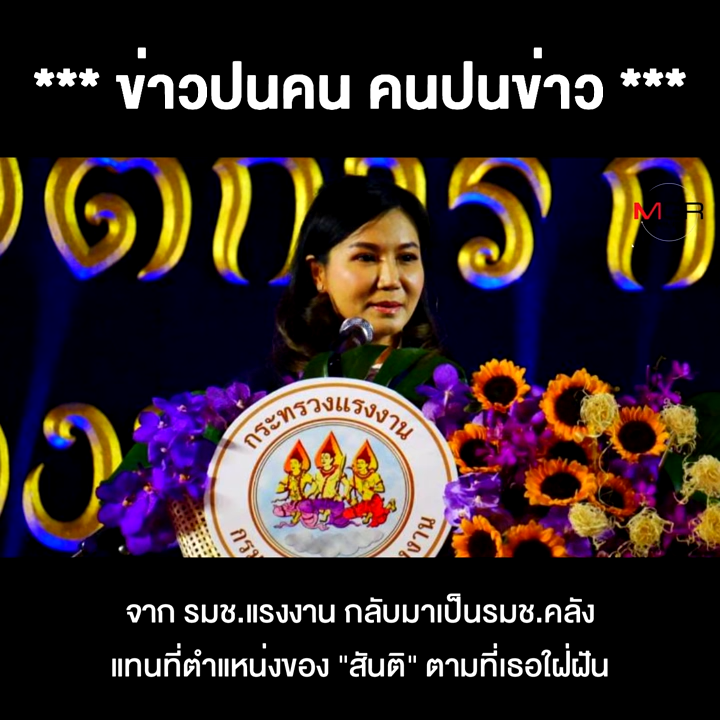 *** ข่าวปนคน คนปนข่าว ***
กระทรวงแรงงาน
จาก รมช.แรงงาน กลับมาเป็นรมช.คลัง
แทนที่ตำแหน่งของ "สันติ" ตามที่เธอใฝ่ฝัน